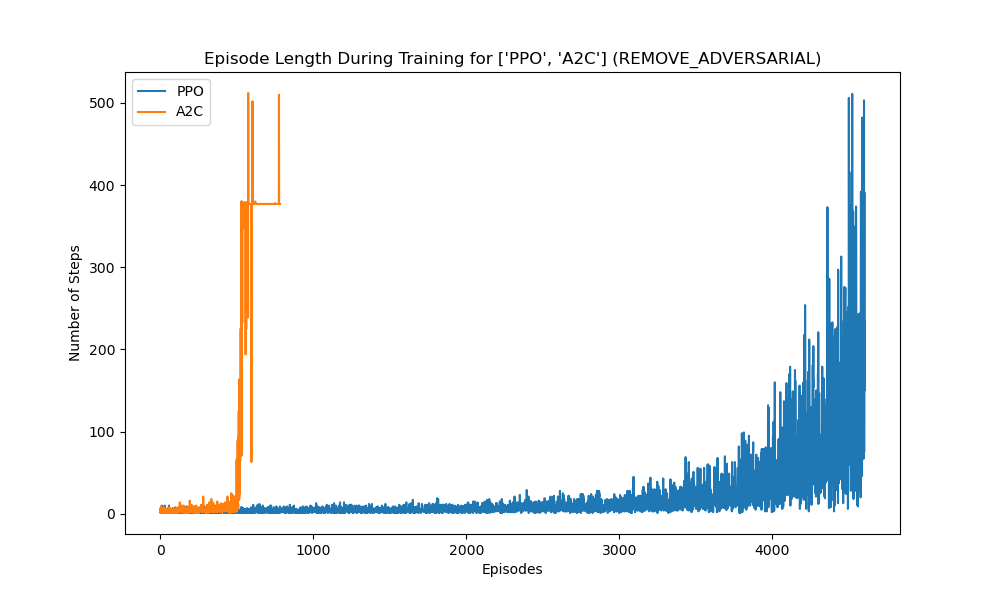 Episode Length During Training for ['PPO', 'A2C'] (REMOVE_ADVERSARIAL)
PPO
A2C
500
400
300
200
100
0
Number of Steps
0 1000 2000 3000 4000
Episodes